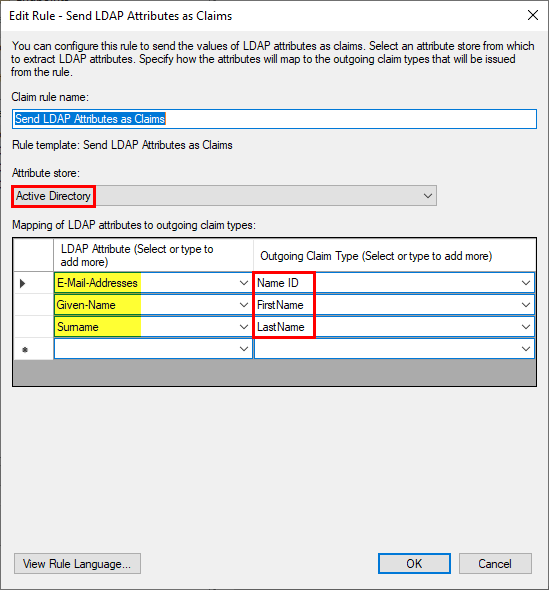 Edit Rule - Send LDAP Attributes as Claims
You can configure this rule to send the values of LDAP attributes as claims. Select an attribute store from which
to extract LDAP attributes. Specify how the attributes will map to the outgoing claim types that will be issued
from the rule.
Claim rule name:
Send LDAP Attributes as Claims
Rule template: Send LDAP Attributes as Claims
Attribute store:
Active Directory
Mapping of LDAP attributes to outgoing claim types:
LDAP Attribute (Select or type to
add more)
Outgoing Claim Type (Select or type to add more)
E-Mail-Addresses
Name ID
Given-Name
FirstName
Surname
LastName
View Rule Language...
OK
Cancel